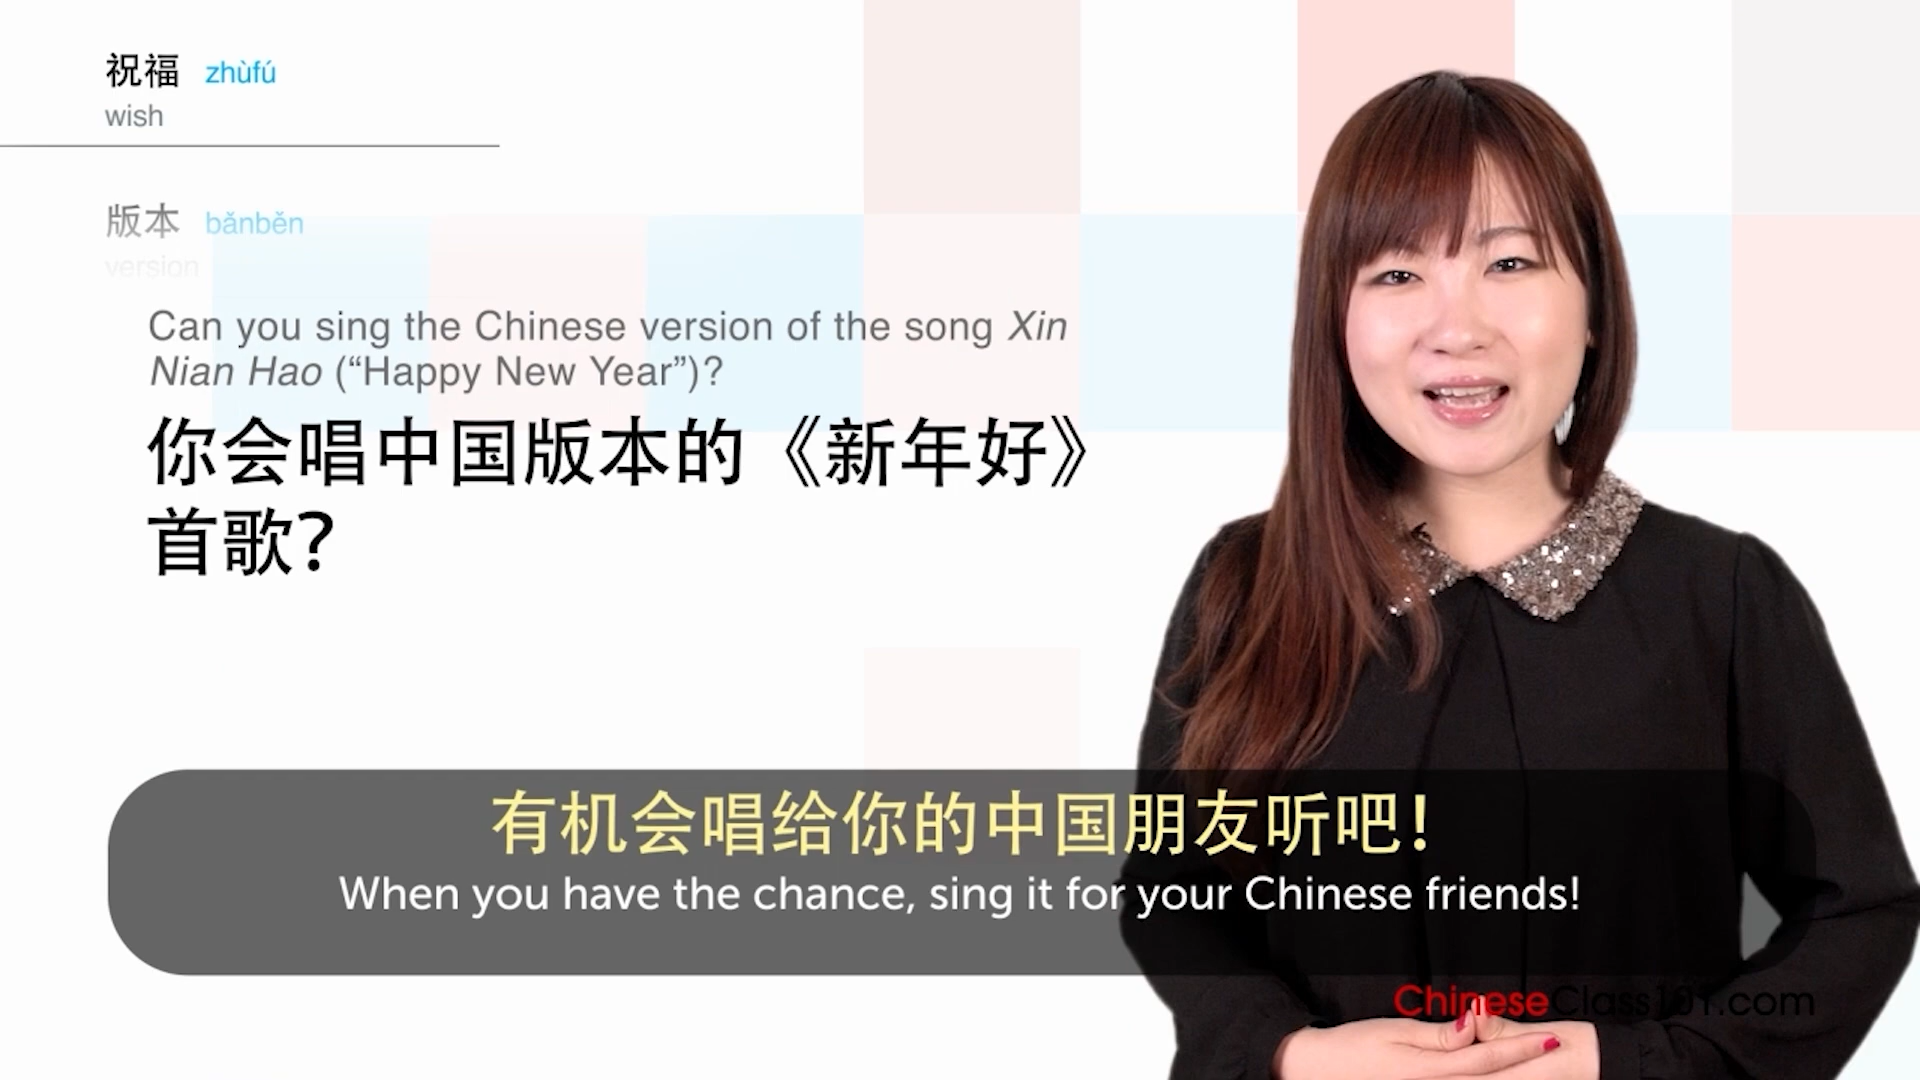 祝福 zhùfú
wish
版本 bǎnběn
version
Can you sing the Chinese version of the song Xin
Nian Hao (“Happy New Year”)?
你会唱中国版本的《新年好》
首歌?
有机会唱给你的中国朋友听吧!
When you have the chance, sing it for your Chinese friends!
ChineseClass101.com